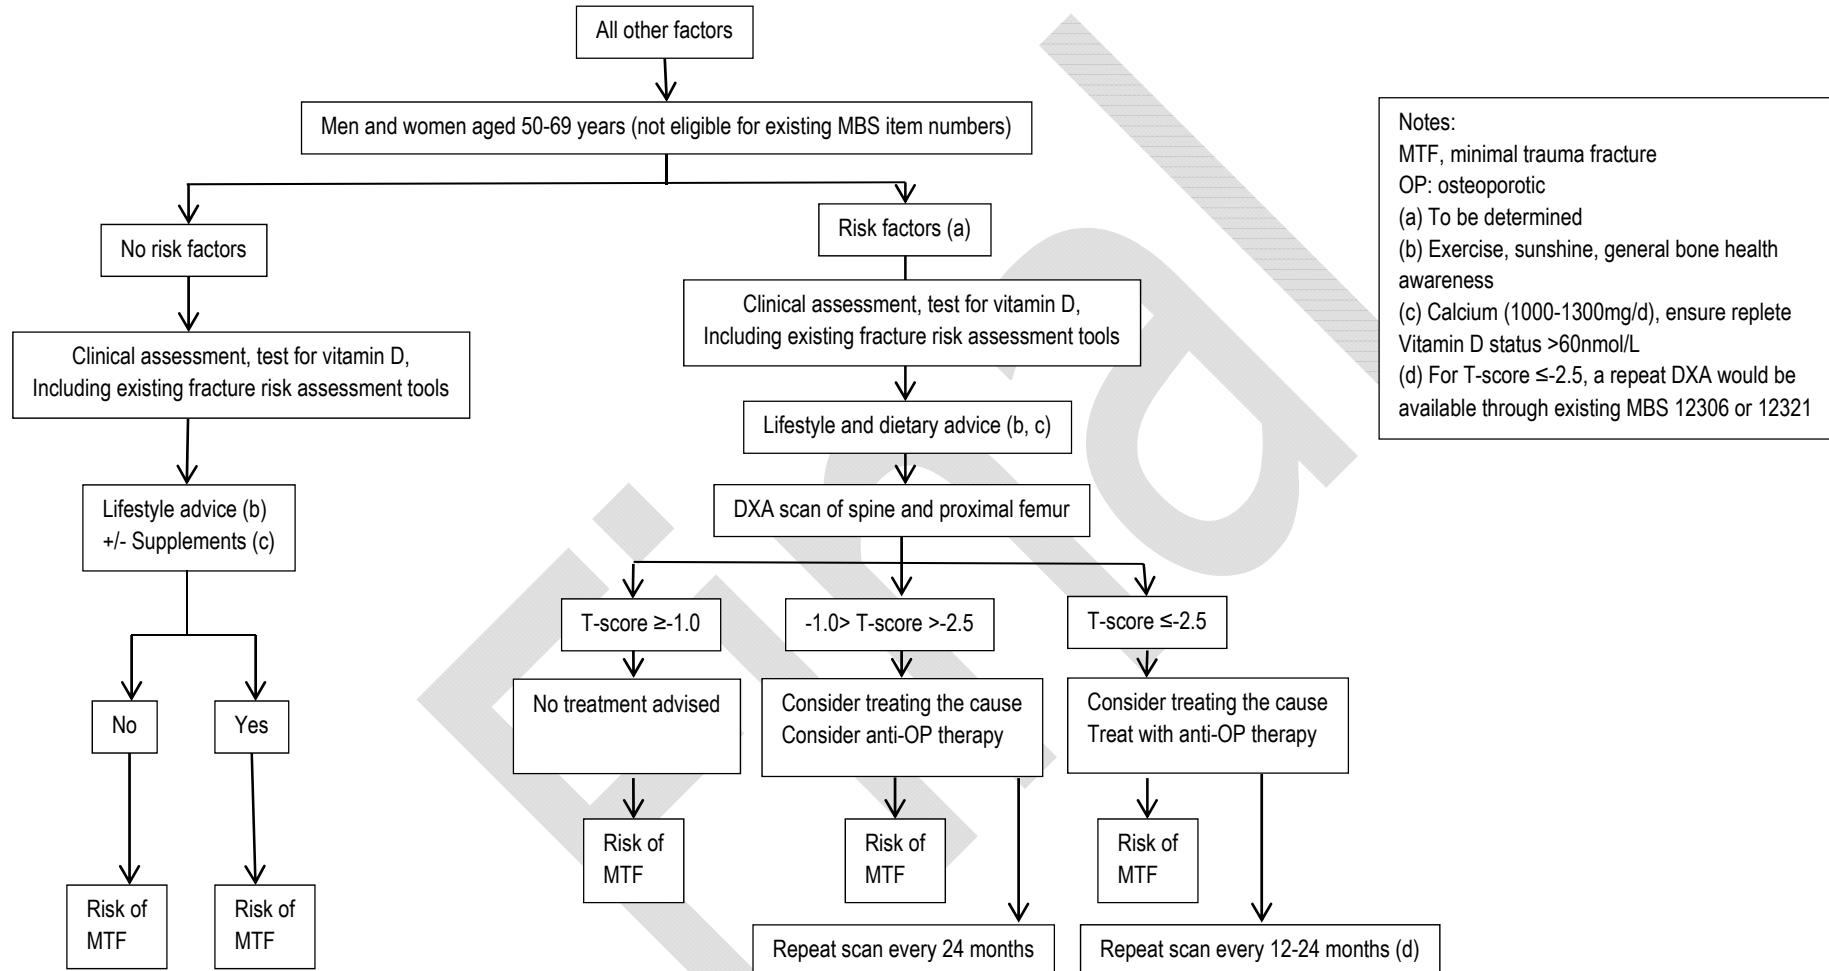 All other factors
Men and women aged 50-69 years (not eligible for existing MBS item numbers)
No risk factors
Risk factors (a)
Clinical assessment, test for vitamin D,
Including existing fracture risk assessment tools
Clinical assessment, test for vitamin D,
Including existing fracture risk assessment tools
Lifestyle and dietary advice (b, c)
Lifestyle advice (b)
+/- Supplements (c)
DXA scan of spine and proximal femur
T-score ≥-1.0
-1.0> T-score >-2.5
T-score ≤-2.5
No
Yes
No treatment advised
Consider treating the cause
Consider anti-OP therapy
Consider treating the cause
Treat with anti-OP therapy
Risk of
MTF
Risk of
MTF
Risk of
MTF
Risk of
MTF
Risk of
MTF
Repeat scan every 24 months
Repeat scan every 12-24 months (d)
Notes:
MTF, minimal trauma fracture
OP: osteoporotic
(a) To be determined
(b) Exercise, sunshine, general bone health
awareness
(c) Calcium (1000-1300mg/d), ensure replete
Vitamin D status >60nmol/L
(d) For T-score ≤-2.5, a repeat DXA would be
available through existing MBS 12306 or 12321
Final